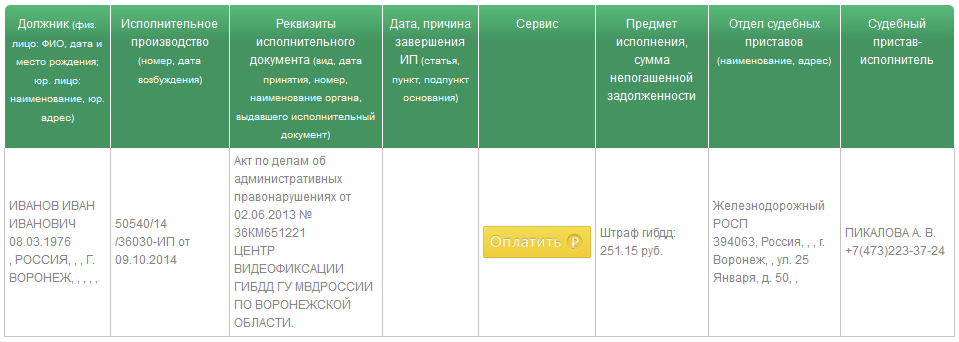 Должник (физ.
лицо: ФИО, дата и
место рождения;
юр. лицо:
наименование, юр.
адрес)
Исполнительное
производство
(номер, дата
возбуждения)
Реквизиты
исполнительного
документа (вид, дата
принятия, номер,
наименование органа,
выдавшего исполнительный
документ)
Дата, причина
завершения
ИП (статья,
пункт, подпункт
основания)
Сервис
Предмет
исполнения,
сумма
непогашенной
задолженности
Отдел судебных
приставов
(наименование, адрес)
Судебный
пристав-
исполнитель
ИВАНОВ ИВАН
ИВАНОВИЧ
08.03.1976
, РОССИЯ, , , Г.
ВОРОНЕЖ, , , , ,
50540/14
/36030-ИП от
09.10.2014
Акт по делам об
административных
правонарушениях от
02.06.2013 №
36КМ651221
ЦЕНТР
ВИДЕОФИКСАЦИИ
ГИБДД ГУ МВДРОССИИ
ПО ВОРОНЕЖСКОЙ
ОБЛАСТИ.
Оплатить
Штраф гибдд:
251.15 руб.
Железнодорожный
РОСП
394063, Россия, , , г.
Воронеж, , ул. 25
Января, д. 50, ,
ПИКАЛОВА А. В.
+7(473)223-37-24